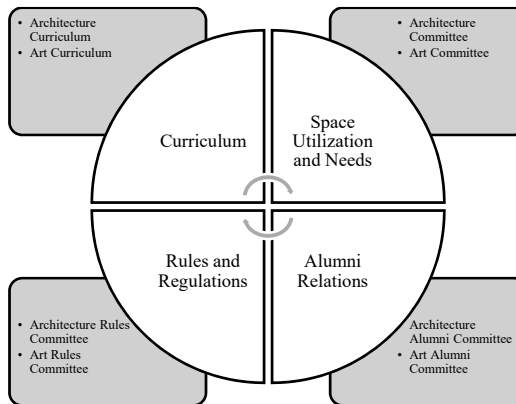 • Architecture
Curriculum
• Art Curriculum
• Architecture
Committee
• Art Committee
Curriculum
Space
Utilization
and Needs
Rules and
Regulations
Alumni
Relations
• Architecture Rules
Committee
• Art Rules
Committee
Architecture
Alumni Committee
• Art Alumni
Committee